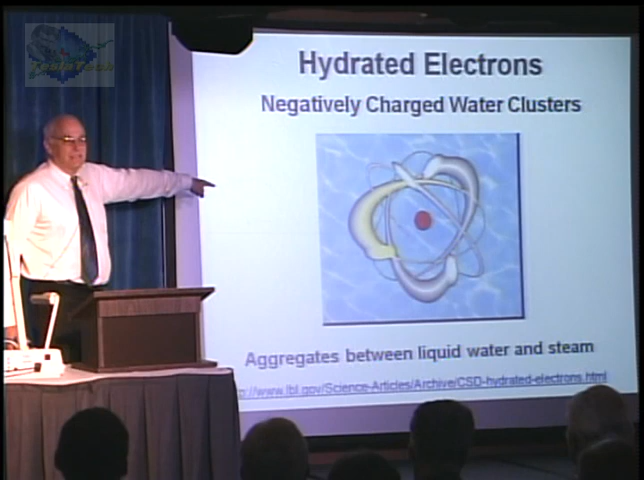 TeslaTech
Hydrated Electrons
Negatively Charged Water Clusters
Aggregates between liquid water and steam
p://www.lbl.gov/Science-Articles/Archive/CSD-hydrated-electrons.html